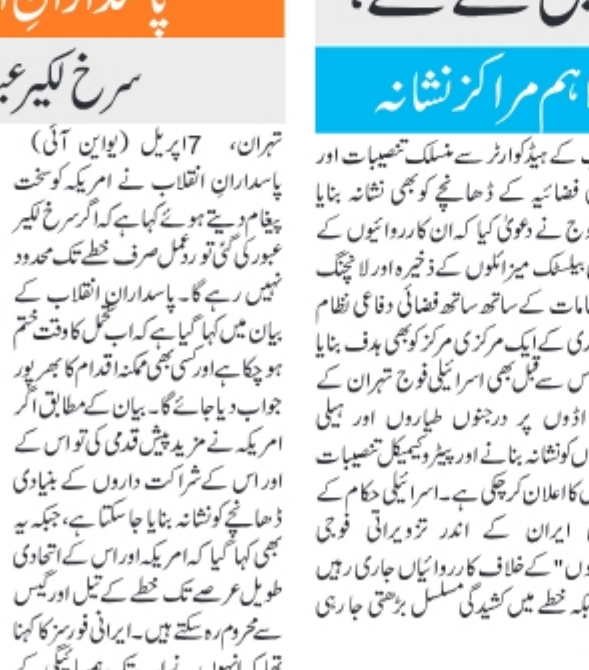 پاسدارانِ ا
سرخ لکیر عب
تہران، 7اپریل (یواین آئی)
پاسدارانِ انقلاب نے امریکہ کو سخت
پیغام دیتے ہوئے کہا ہے کہ اگر سرخ لکیر
عبور کی گئی تو ردعمل صرف خطے تک محدود
نہیں رہے گا۔ پاسدارانِ انقلاب کے
بیان میں کہا گیا ہے کہ اب تحمل کا وقت ختم
ہو چکا ہے اور کسی بھی ممکنہ اقدام کا بھرپور
جواب دیا جائے گا۔ بیان کے مطابق اگر
امریکہ نے مزید پیش قدمی کی تو اس کے
اور اس کے شراکت داروں کے بنیادی
ڈھانچے کو نشانہ بنایا جا سکتا ہے، جبکہ یہ
بھی کہا گیا کہ امریکہ اور اس کے اتحادی
طویل عرصے تک خطے کے تیل اور گیس
سے محروم رہ سکتے ہیں۔ ایرانی فورسز کا کہنا
اہم مراکز نشانہ
کے ہیڈکوارٹر سے منسلک تنصیبات اور
فضائیہ کے ڈھانچے کو بھی نشانہ بنایا
وج نے دعویٰ کیا کہ ان کارروائیوں کے
بیلسٹک میزائلوں کے ذخیرہ اور لانچنگ
امات کے ساتھ ساتھ فضائی دفاعی نظام
ری کے ایک مرکزی مرکز کو بھی ہدف بنایا
س سے قبل بھی اسرائیلی فوج تہران کے
اڈوں پر درجنوں طیاروں اور ہیلی
ں کو نشانہ بنانے اور پیٹروکیمیکل تنصیبات
کا اعلان کر چکی ہے۔ اسرائیلی حکام کے
ایران کے اندر تزویراتی فوجی
وں" کے خلاف کارروائیاں جاری رہیں
بکہ خطے میں کشیدگی مسلسل بڑھتی جا رہی